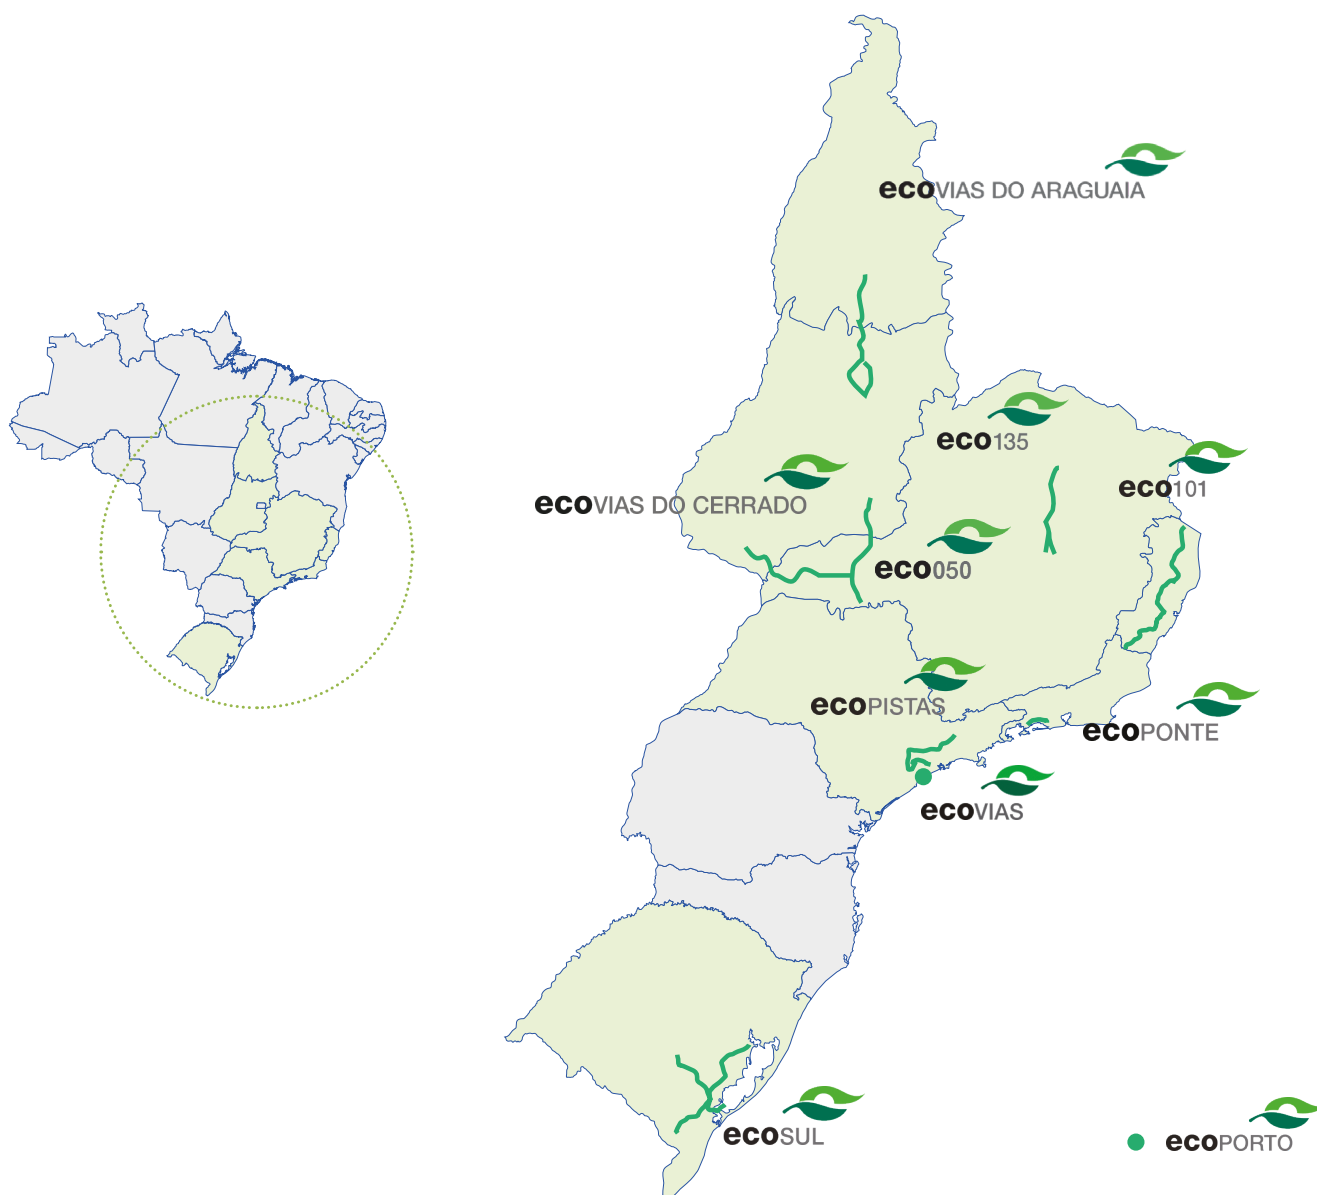 ecoVIAS DO ARAGUAIA
eco135
eco101
ecoVIAS DO CERRADO
eco050
ecoPISTAS
ecoPONTE
ecoVIAS
ecoSUL
ecoPORTO